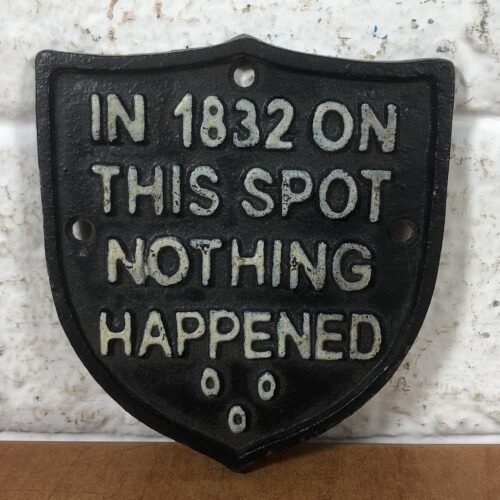 IN 1832 ON
THIS SPOT
NOTHING
HAPPENED